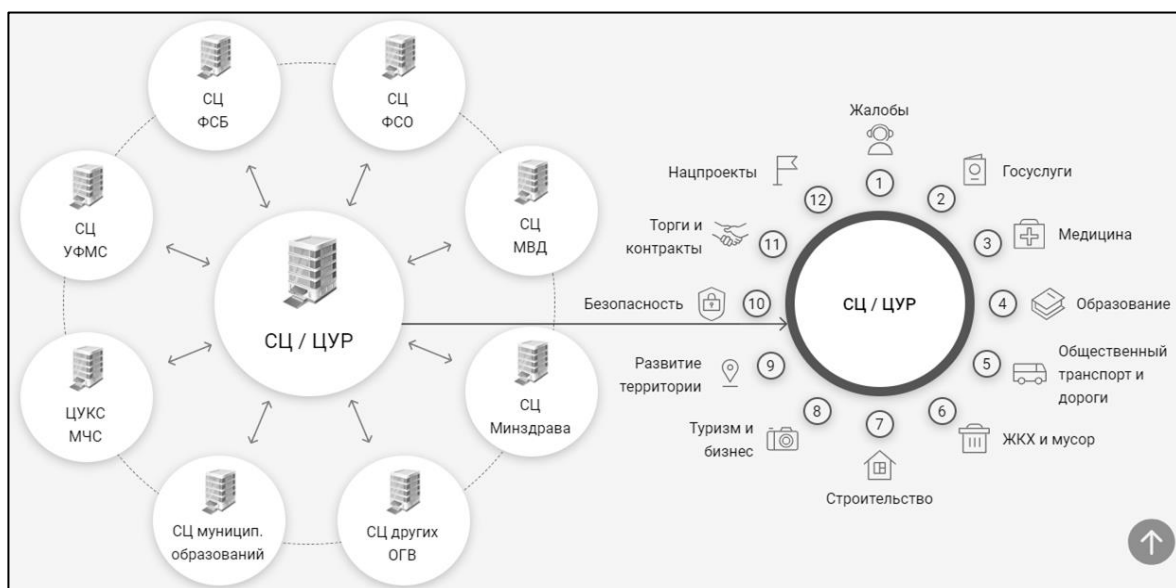 СЦ
ФСБ
СЦ
ФСО
СЦ
УФМС
СЦ
МВД
СЦ / ЦУР
ЦУКС
МЧС
СЦ
Минздрава
СЦ муницип.
образований
СЦ других
ОГВ
СЦ / ЦУР
Жалобы
1
Госуслуги
2
Медицина
3
Образование
4
Общественный
транспорт и
дороги
5
ЖКХ и мусор
6
Строительство
7
Туризм и
бизнес
8
Развитие
территории
9
Безопасность
10
Торги и
контракты
11
Нацпроекты
12